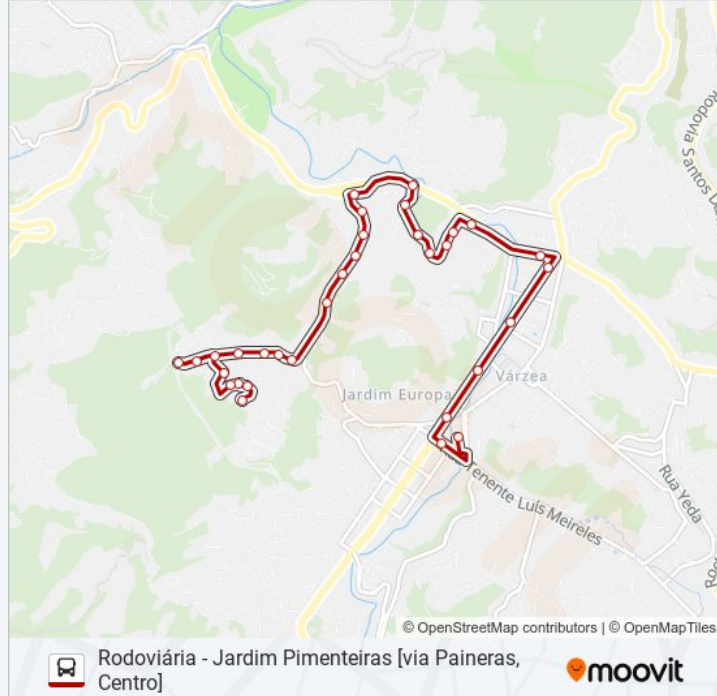 Rodovia Santos D
Jardim Europa
Várzea
Tenente Luís Meireles
Rua Yeda
© OpenStreetMap contributors | © OpenMapTiles
Rodoviária - Jardim Pimenteiras [via Paineras,
Centro]
moovit